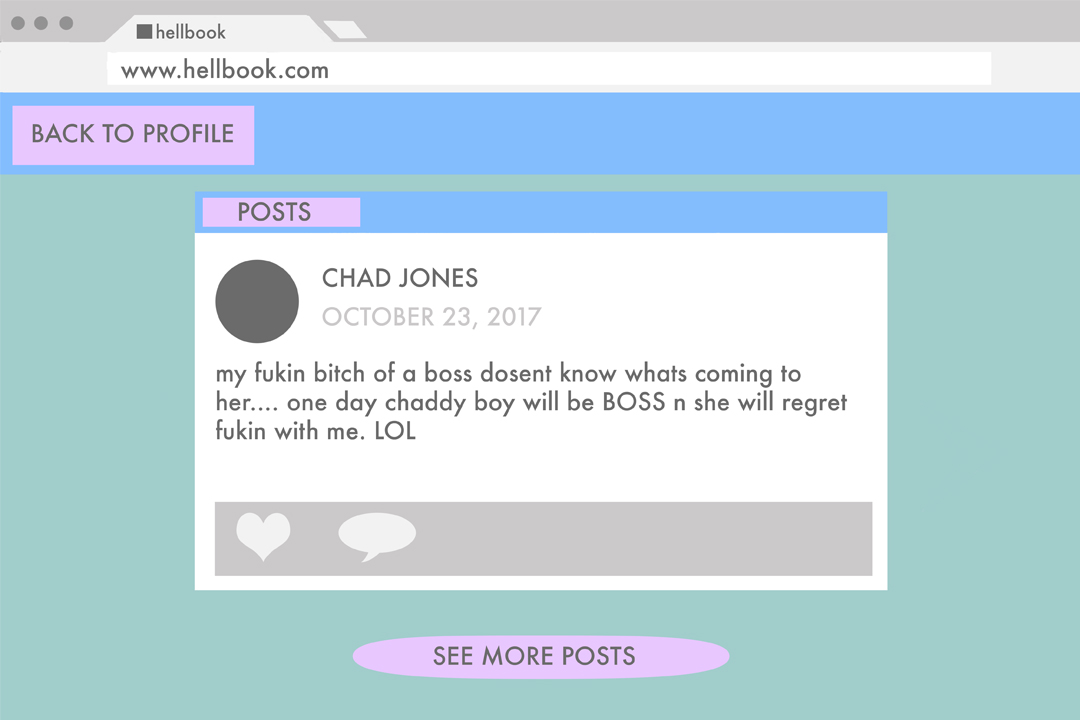 hellbook
www.hellbook.com
BACK TO PROFILE
POSTS
CHAD JONES
OCTOBER 23, 2017
my fukin bitch of a boss dosent know whats coming to
her.... one day chaddy boy will be BOSS n she will regret
fukin with me. LOL
SEE MORE POSTS